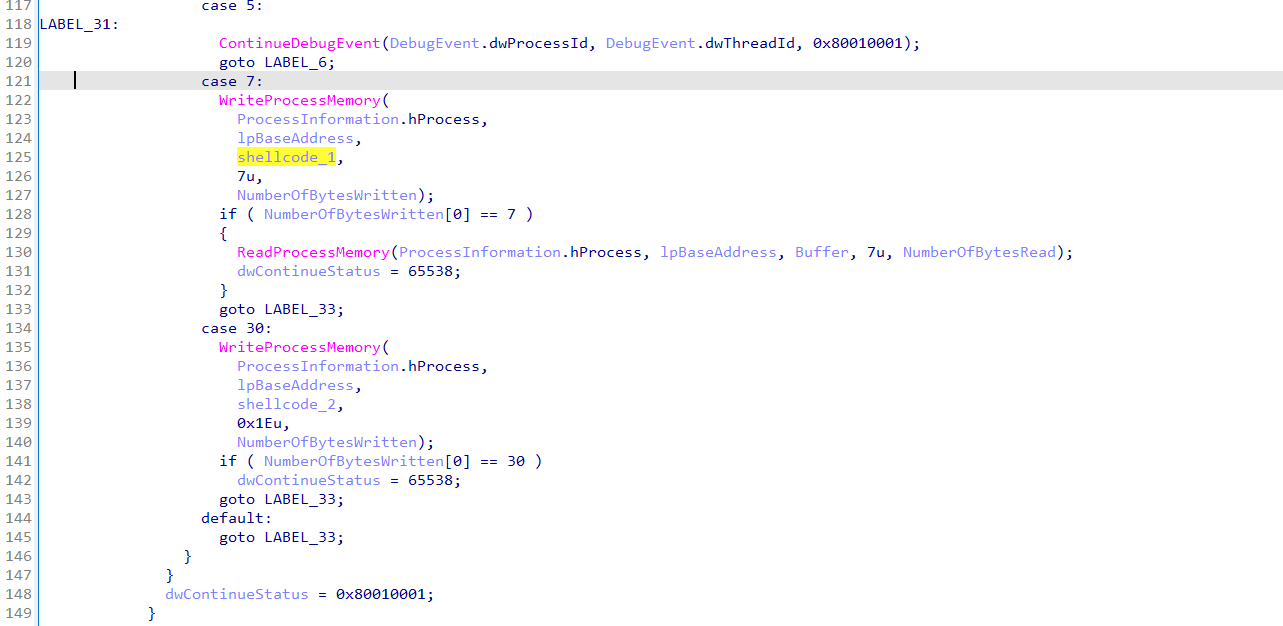 117 case 5:
118 LABEL_31:
119 ContinueDebugEvent(DebugEvent.dwProcessId, DebugEvent.dwThreadId, 0x80010001);
120 goto LABEL_6;
121 case 7:
122 WriteProcessMemory(
123 ProcessInformation.hProcess,
124 lpBaseAddress,
125 shellcode_1,
126 7u,
127 NumberOfBytesWritten);
128 if ( NumberOfBytesWritten[0] == 7 )
129 {
130 ReadProcessMemory(ProcessInformation.hProcess, lpBaseAddress, Buffer, 7u, NumberOfBytesRead);
131 dwContinueStatus = 65538;
132 }
133 goto LABEL_33;
134 case 30:
135 WriteProcessMemory(
136 ProcessInformation.hProcess,
137 lpBaseAddress,
138 shellcode_2,
139 0x1Eu,
140 NumberOfBytesWritten);
141 if ( NumberOfBytesWritten[0] == 30 )
142 dwContinueStatus = 65538;
143 goto LABEL_33;
144 default:
145 goto LABEL_33;
146 }
147 }
148 dwContinueStatus = 0x80010001;
149 }